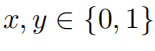 x, y ∈ {0, 1}